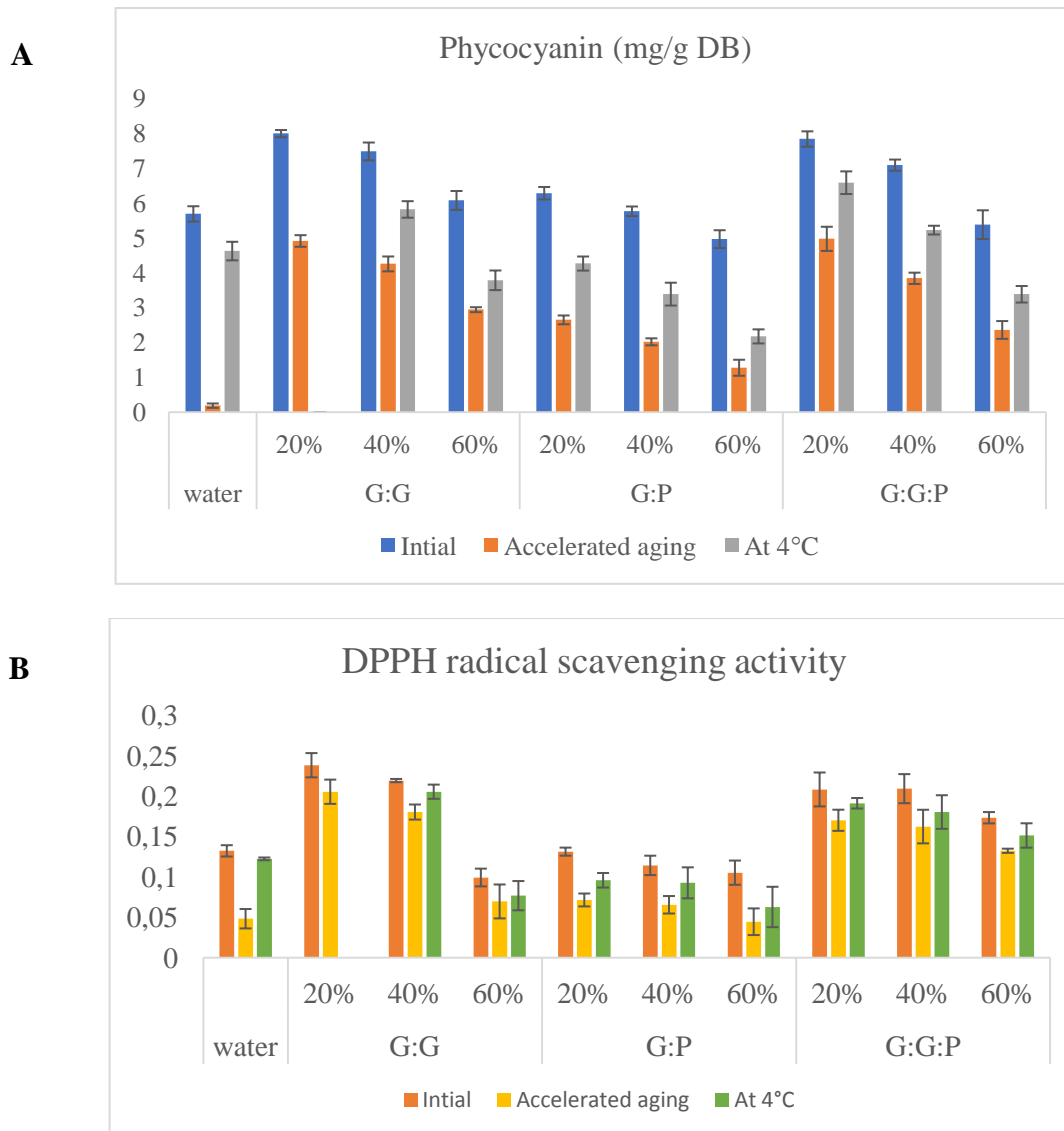 A
Phycocyanin (mg/g DB)
9
8
7
6
5
4
3
2
1
0
20% 40% 60% 20% 40% 60% 20% 40% 60%
water G:G G:P G:G:P
Intial Accelerated aging At 4°C
B
DPPH radical scavenging activity
0,3
0,25
0,2
0,15
0,1
0,05
0
20% 40% 60% 20% 40% 60% 20% 40% 60%
water G:G G:P G:G:P
Intial Accelerated aging At 4°C